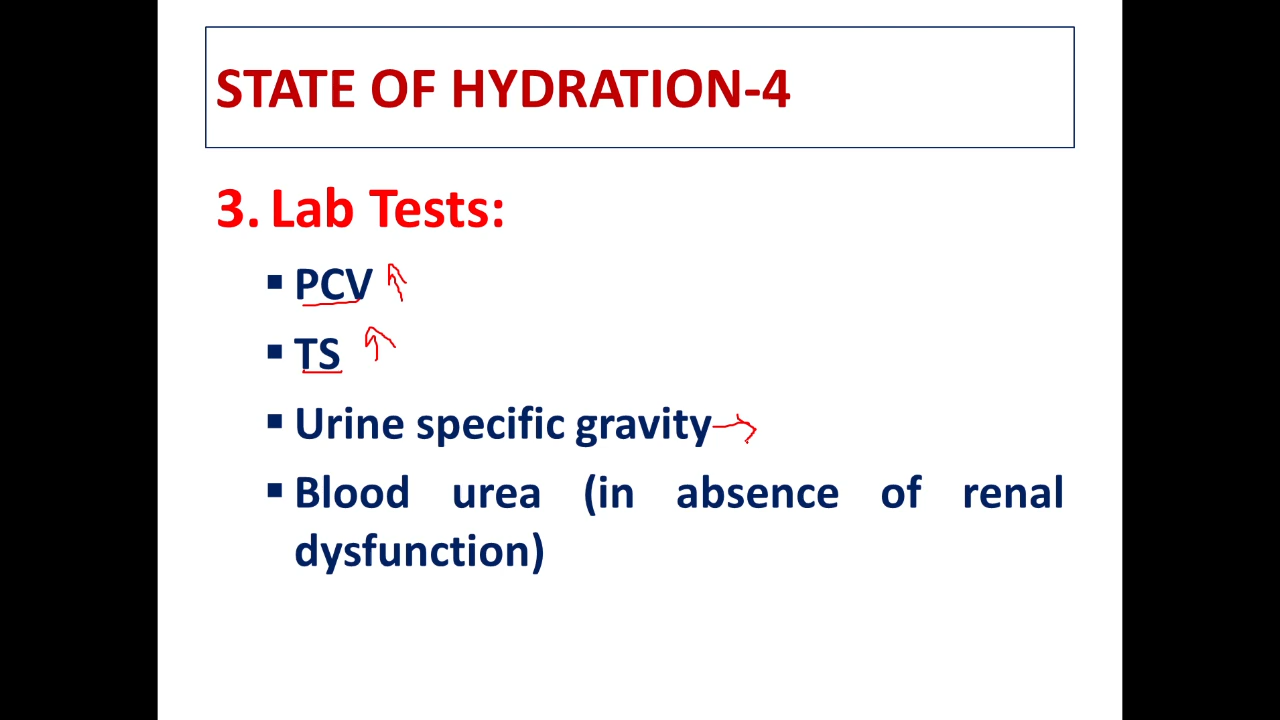 STATE OF HYDRATION-4
3. Lab Tests:
▪ PCV ↑
▪ TS ↑
▪ Urine specific gravity →
▪ Blood urea (in absence of renal
dysfunction)